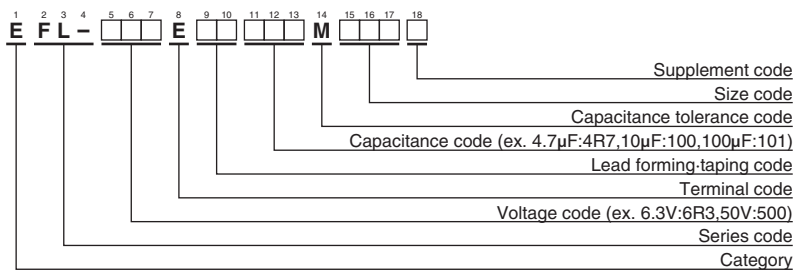 1 2 3 4 5 6 7 8 9 10 11 12 13 14 15 16 17 18
E F L – □□□ E □□ □□□ M □□□ □
Supplement code
Size code
Capacitance tolerance code
Capacitance code (ex. 4.7μF:4R7,10μF:100,100μF:101)
Lead forming·taping code
Terminal code
Voltage code (ex. 6.3V:6R3,50V:500)
Series code
Category